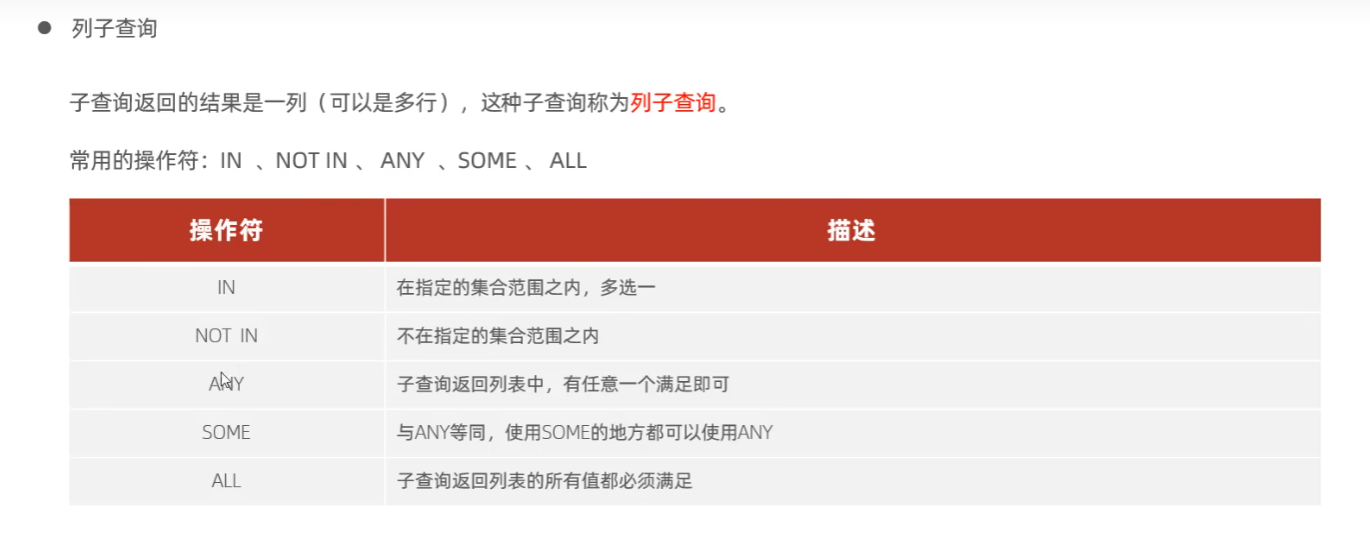 ● 列子查询
子查询返回的结果是一列（可以是多行），这种子查询称为列子查询。
常用的操作符：IN 、NOT IN 、 ANY 、SOME 、 ALL
操作符 描述
IN 在指定的集合范围之内，多选一
NOT IN 不在指定的集合范围之内
ANY 子查询返回列表中，有任意一个满足即可
SOME 与ANY等同，使用SOME的地方都可以使用ANY
ALL 子查询返回列表的所有值都必须满足